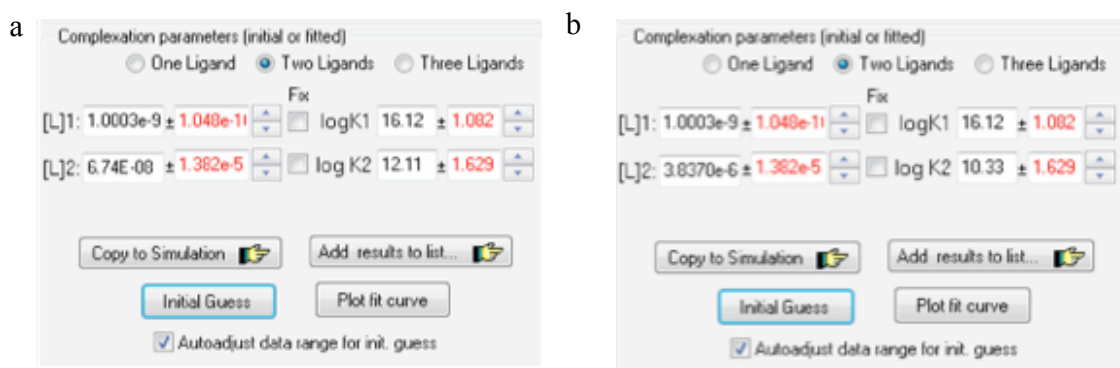 a
Complexation parameters (initial or fitted)
One Ligand Two Ligands Three Ligands
Fix
[L]1: 1.0003e-9 ± 1.048e-1 logK1 16.12 ± 1.082
[L]2: 6.74E-08 ± 1.382e-5 log K2 12.11 ± 1.629
Copy to Simulation Add results to list...
Initial Guess Plot fit curve
Autoadjust data range for init. guess
b
Complexation parameters (initial or fitted)
One Ligand Two Ligands Three Ligands
Fix
[L]1: 1.0003e-9 ± 1.048e-1 logK1 16.12 ± 1.082
[L]2: 3.8370e-6 ± 1.382e-5 log K2 10.33 ± 1.629
Copy to Simulation Add results to list...
Initial Guess Plot fit curve
Autoadjust data range for init. guess